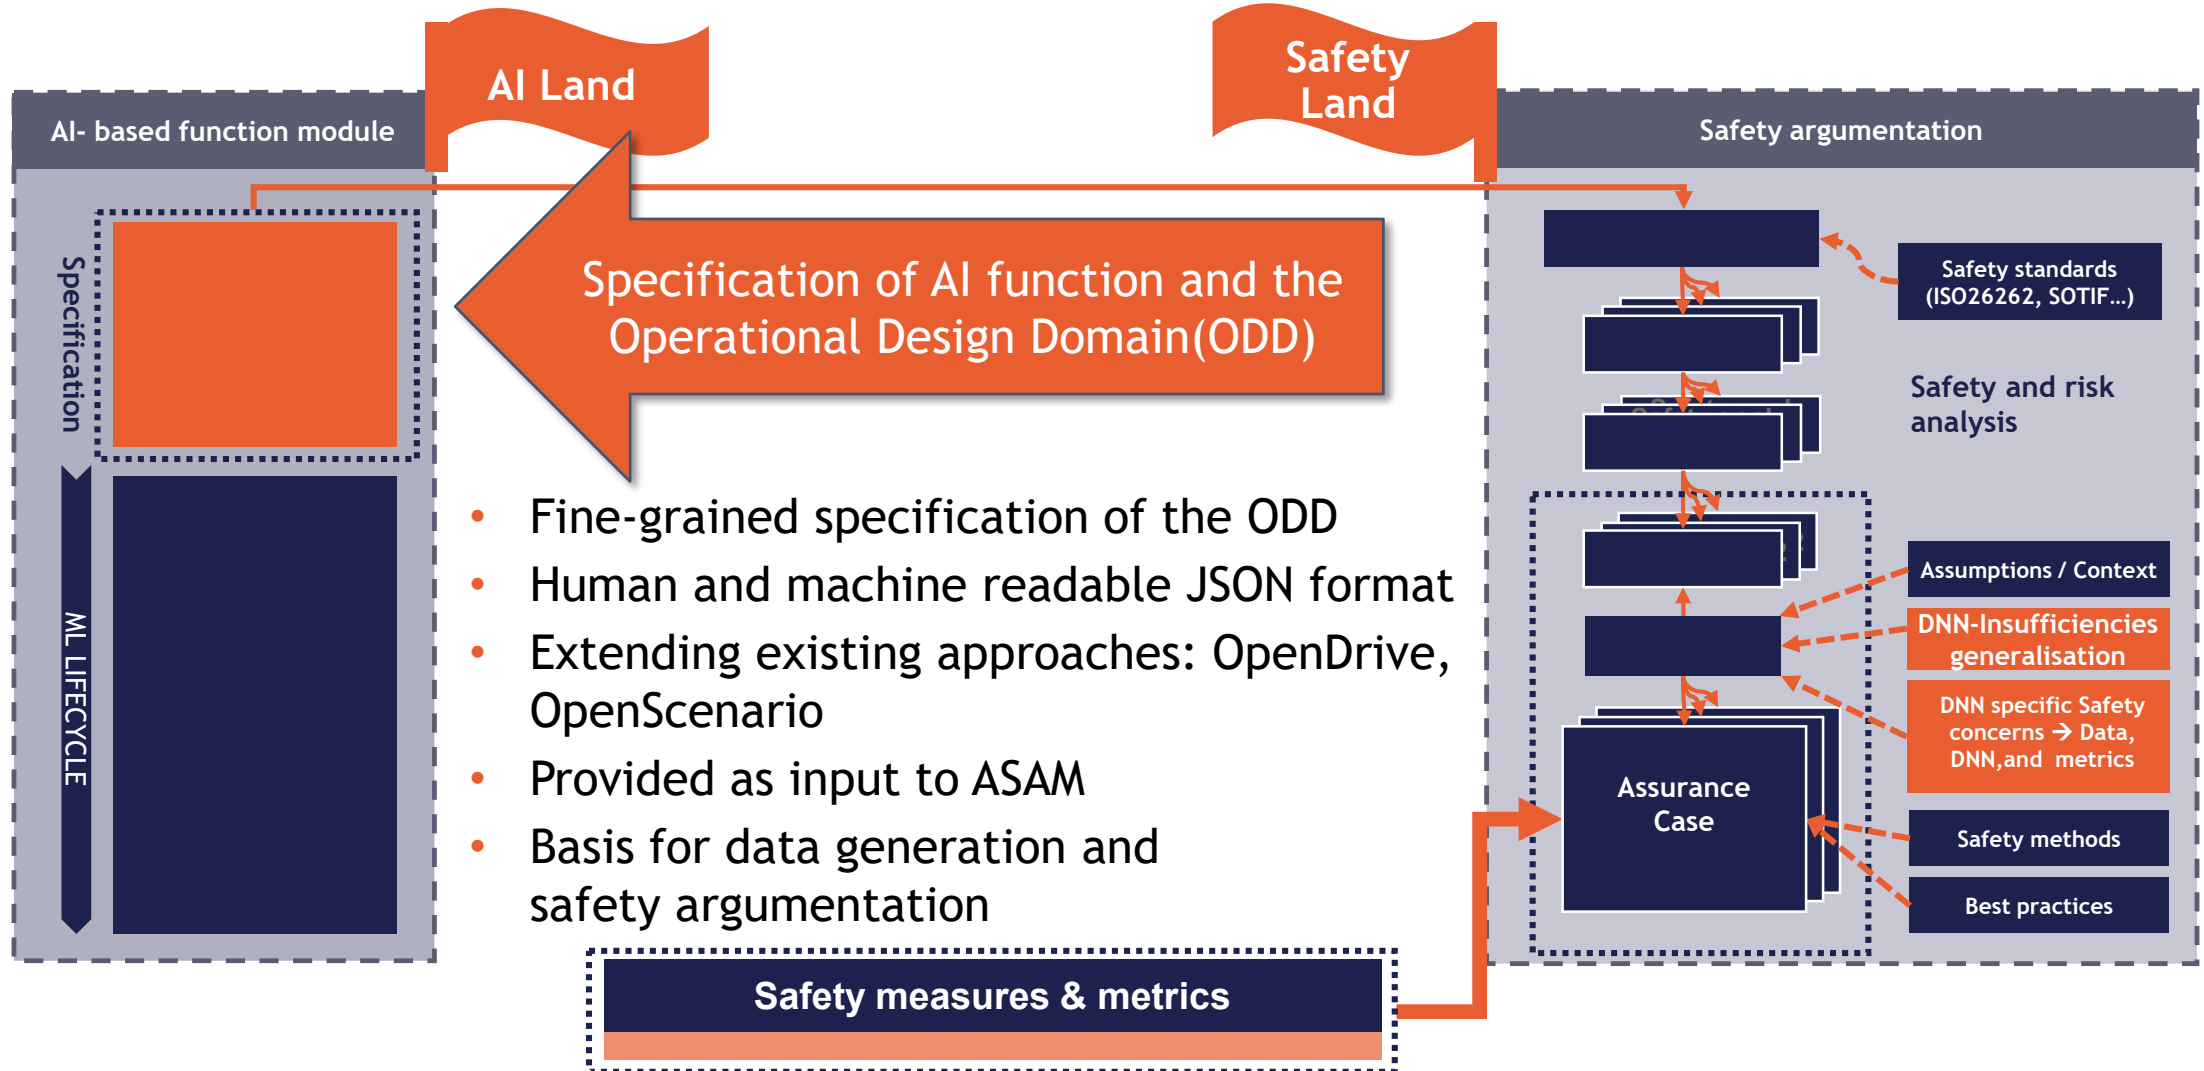 AI Land
Safety
Land
AI- based function module
Specification
ML LIFECYCLE
Specification of AI function and the
Operational Design Domain(ODD)
• Fine-grained specification of the ODD
• Human and machine readable JSON format
• Extending existing approaches: OpenDrive,
OpenScenario
• Provided as input to ASAM
• Basis for data generation and
safety argumentation
Safety measures & metrics
Safety argumentation
Safety standards
(ISO26262, SOTIF…)
Safety and risk
analysis
Assumptions / Context
DNN-Insufficiencies
generalisation
DNN specific Safety
concerns → Data,
DNN,and metrics
Assurance
Case
Safety methods
Best practices